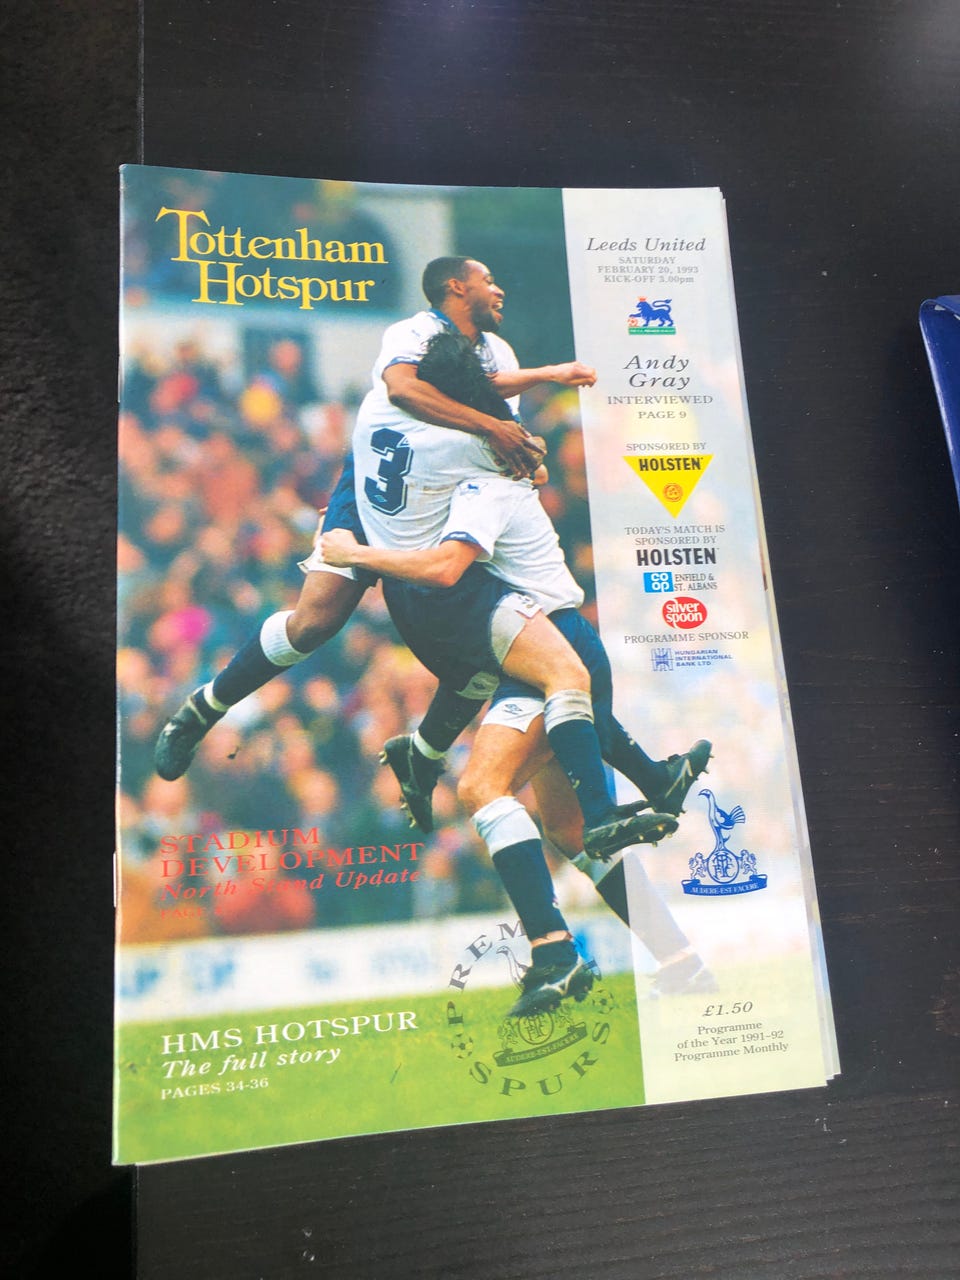 Tottenham
Hotspur
Leeds United
SATURDAY
FEBRUARY 20, 1993
KICK-OFF 3.00pm
Andy
Gray
INTERVIEWED
PAGE 9
SPONSORED BY
HOLSTEN
TODAY'S MATCH IS
SPONSORED BY
HOLSTEN
CO
OP
ENFIELD &
ST. ALBANS
silver
spoon
PROGRAMME SPONSOR
HUNGARIAN
INTERNATIONAL
BANK LTD
3
STADIUM
DEVELOPMENT
North Stand Update
PAGE
AUDERE·EST·FACERE
HMS HOTSPUR
The full story
PAGES 34-36
AUDERE·EST·FACERE
SPURS
£1.50
Programme
of the Year 1991-92
Programme Monthly